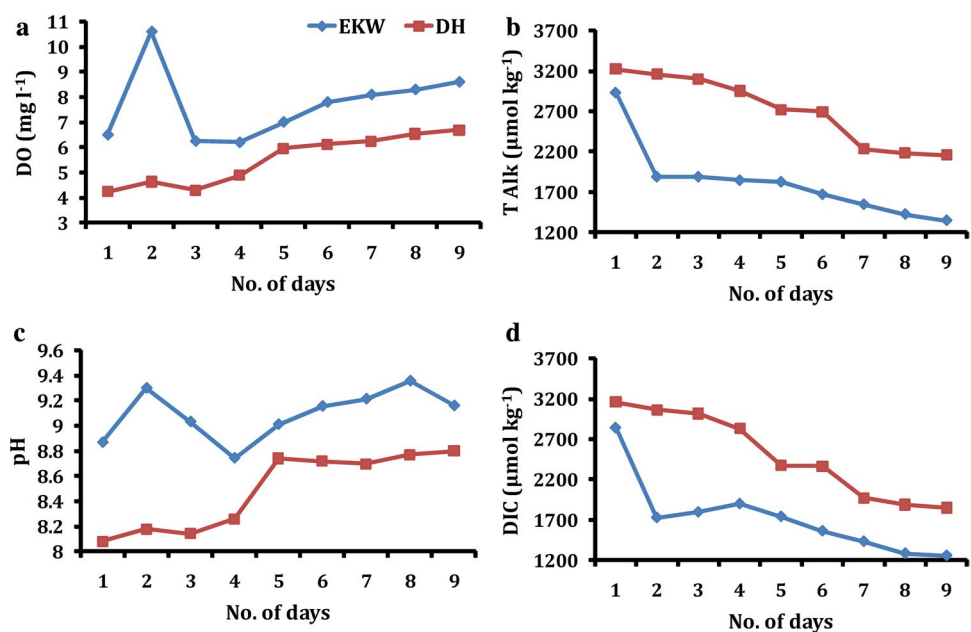 a
EKW DH
DO (mg l-1)
11
10
9
8
7
6
5
4
3
1 2 3 4 5 6 7 8 9
No. of days
b
T Alk (µmol kg-1)
3700
3200
2700
2200
1700
1200
1 2 3 4 5 6 7 8 9
No. of days
c
pH
9.6
9.4
9.2
9
8.8
8.6
8.4
8.2
8
1 2 3 4 5 6 7 8 9
No. of days
d
DIC (µmol kg-1)
3700
3200
2700
2200
1700
1200
1 2 3 4 5 6 7 8 9
No. of days